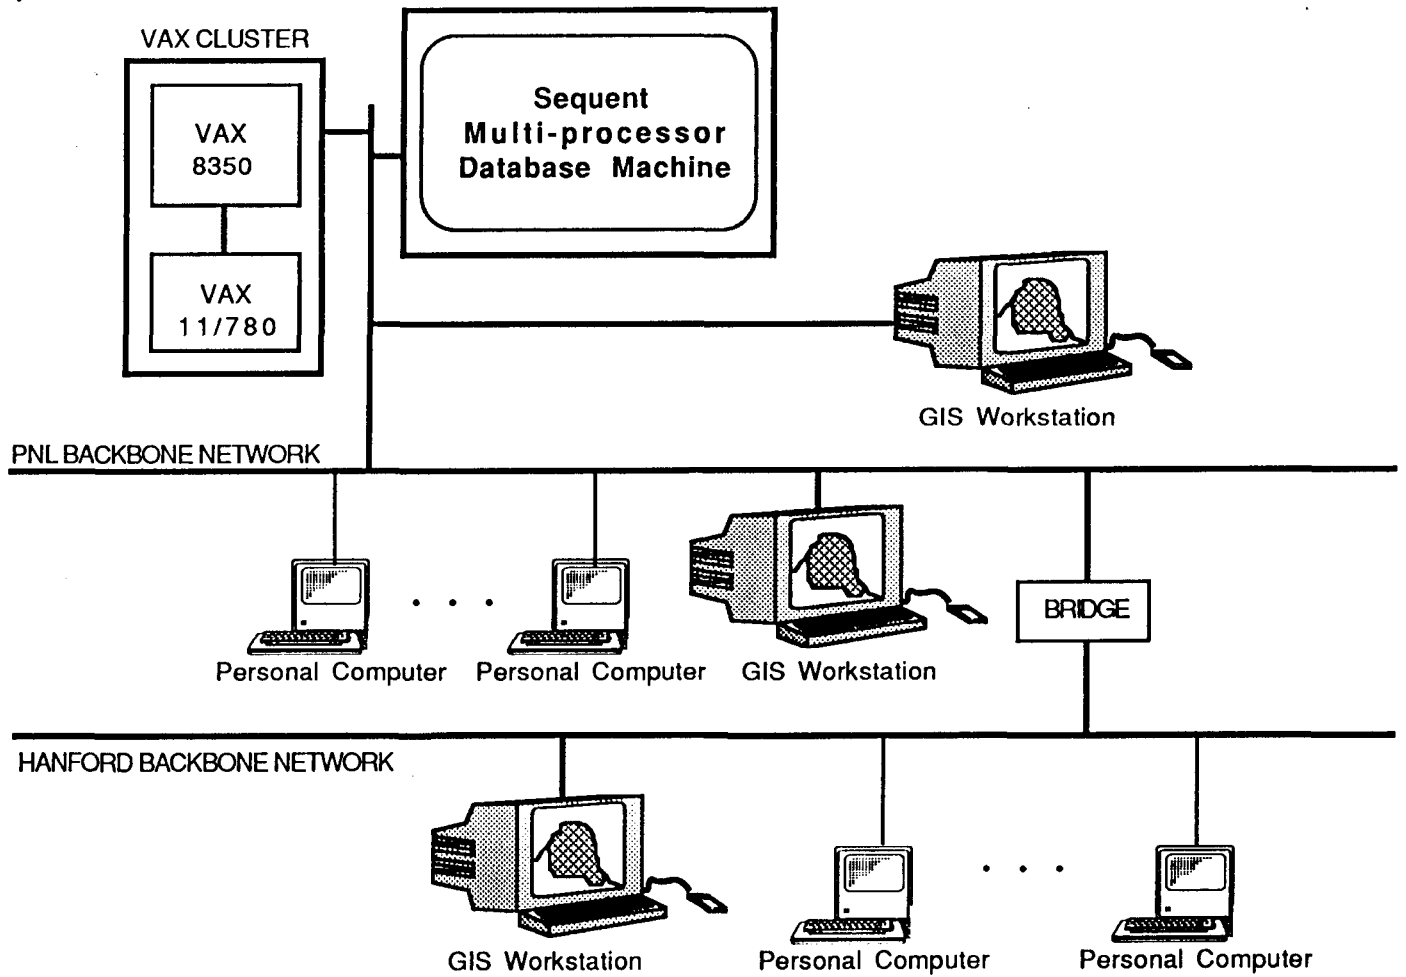 VAX CLUSTER
VAX
8350
VAX
11/780
Sequent
Multi-processor
Database Machine
GIS Workstation
PNL BACKBONE NETWORK
Personal Computer
Personal Computer
GIS Workstation
BRIDGE
HANFORD BACKBONE NETWORK
GIS Workstation
Personal Computer
Personal Computer